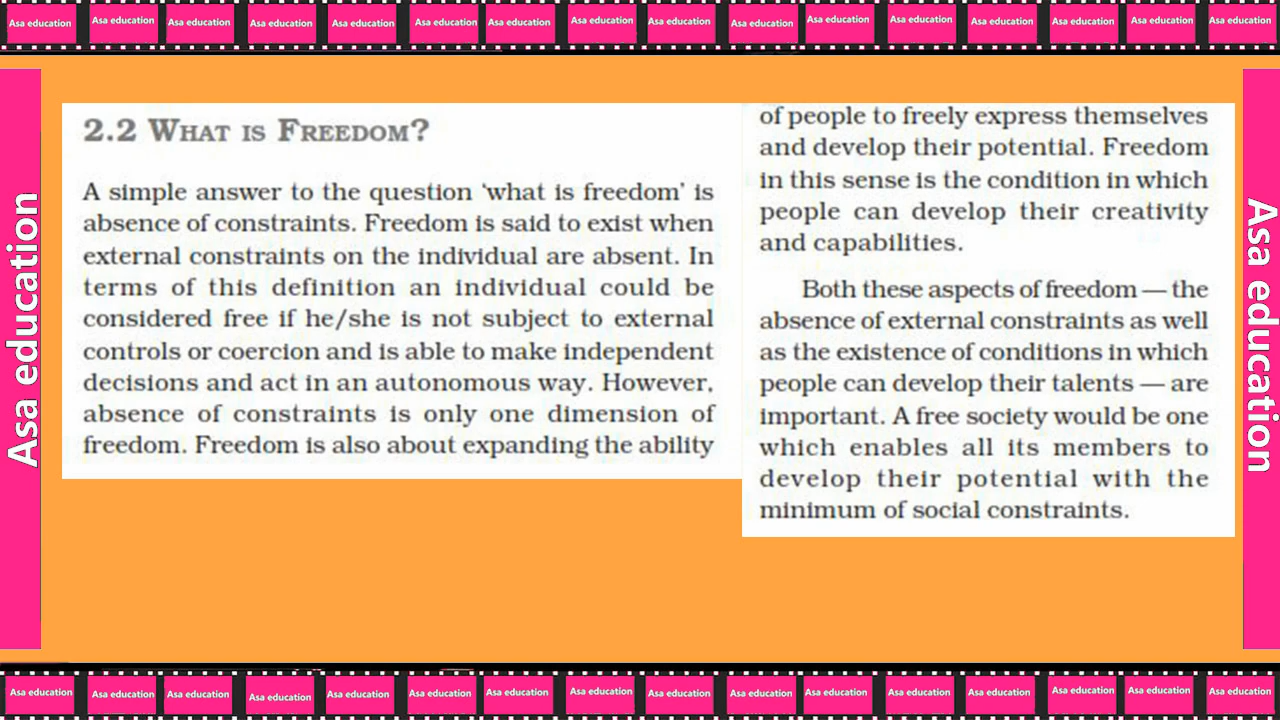 Asa education Asa education Asa education Asa education Asa education Asa education Asa education Asa education Asa education Asa education Asa education Asa education Asa education Asa education Asa education Asa education
Asa education
2.2 WHAT IS FREEDOM?
A simple answer to the question ‘what is freedom’ is
absence of constraints. Freedom is said to exist when
external constraints on the individual are absent. In
terms of this definition an individual could be
considered free if he/she is not subject to external
controls or coercion and is able to make independent
decisions and act in an autonomous way. However,
absence of constraints is only one dimension of
freedom. Freedom is also about expanding the ability
of people to freely express themselves
and develop their potential. Freedom
in this sense is the condition in which
people can develop their creativity
and capabilities.
Both these aspects of freedom — the
absence of external constraints as well
as the existence of conditions in which
people can develop their talents — are
important. A free society would be one
which enables all its members to
develop their potential with the
minimum of social constraints.
Asa education
Asa education Asa education Asa education Asa education Asa education Asa education Asa education Asa education Asa education Asa education Asa education Asa education Asa education Asa education Asa education Asa education